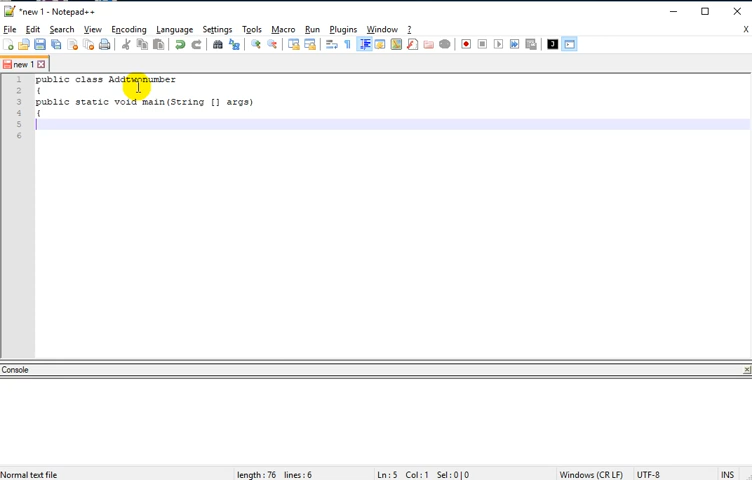 *new 1 - Notepad++
File Edit Search View Encoding Language Settings Tools Macro Run Plugins Window ? X
new 1
1 public class Addtwonumber
2 {
3 public static void main(String [] args)
4 {
5
6
Console
Normal text file length : 76 lines : 6 Ln : 5 Col : 1 Sel : 0 | 0 Windows (CR LF) UTF-8 INS